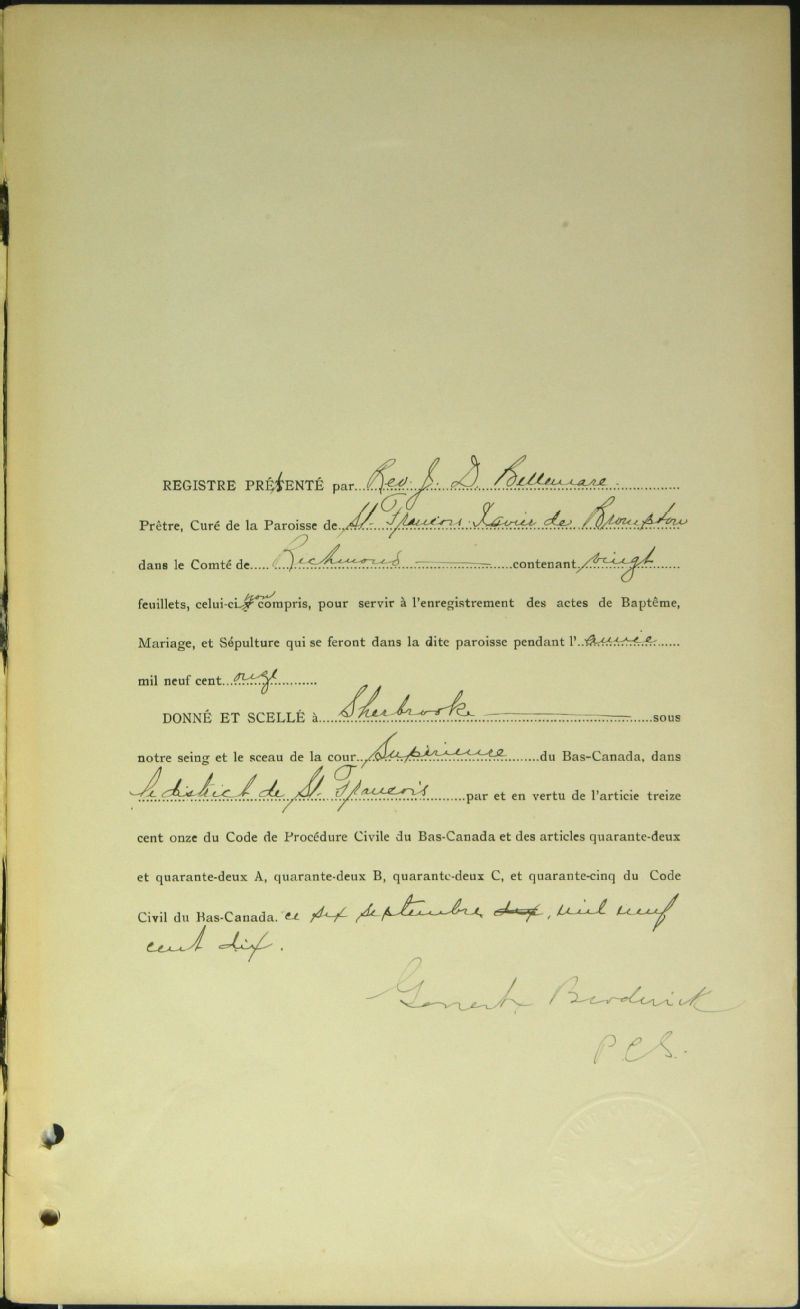 REGISTRE PRÉSENTÉ par Rev. J. D. Bellemare
Prêtre, Curé de la Paroisse de St. François Xavier de Brompton
dans le Comté de Richmond contenant vingt
feuillets, celui-ci non compris, pour servir à l'enregistrement des actes de Baptême,
Mariage, et Sépulture qui se feront dans la dite paroisse pendant l'année
mil neuf cent onze
DONNÉ ET SCELLÉ à Sherbrooke sous
notre seing et le sceau de la cour Supérieure du Bas-Canada, dans
le district de St. François par et en vertu de l'articie treize
cent onze du Code de Procédure Civile du Bas-Canada et des articles quarante-deux
et quarante-deux A, quarante-deux B, quarante-deux C, et quarante-cinq du Code
Civil du Bas-Canada. ce six septembre, mil neuf
cent dix.
Broderick
P.C.S.